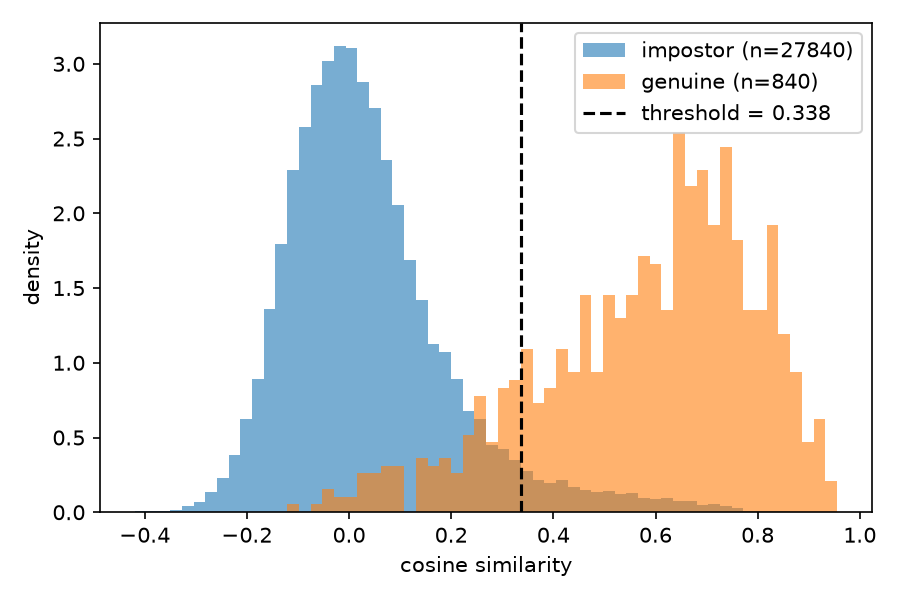 impostor (n=27840)
genuine (n=840)
threshold = 0.338
density
3.0
2.5
2.0
1.5
1.0
0.5
0.0
−0.4 −0.2 0.0 0.2 0.4 0.6 0.8 1.0
cosine similarity